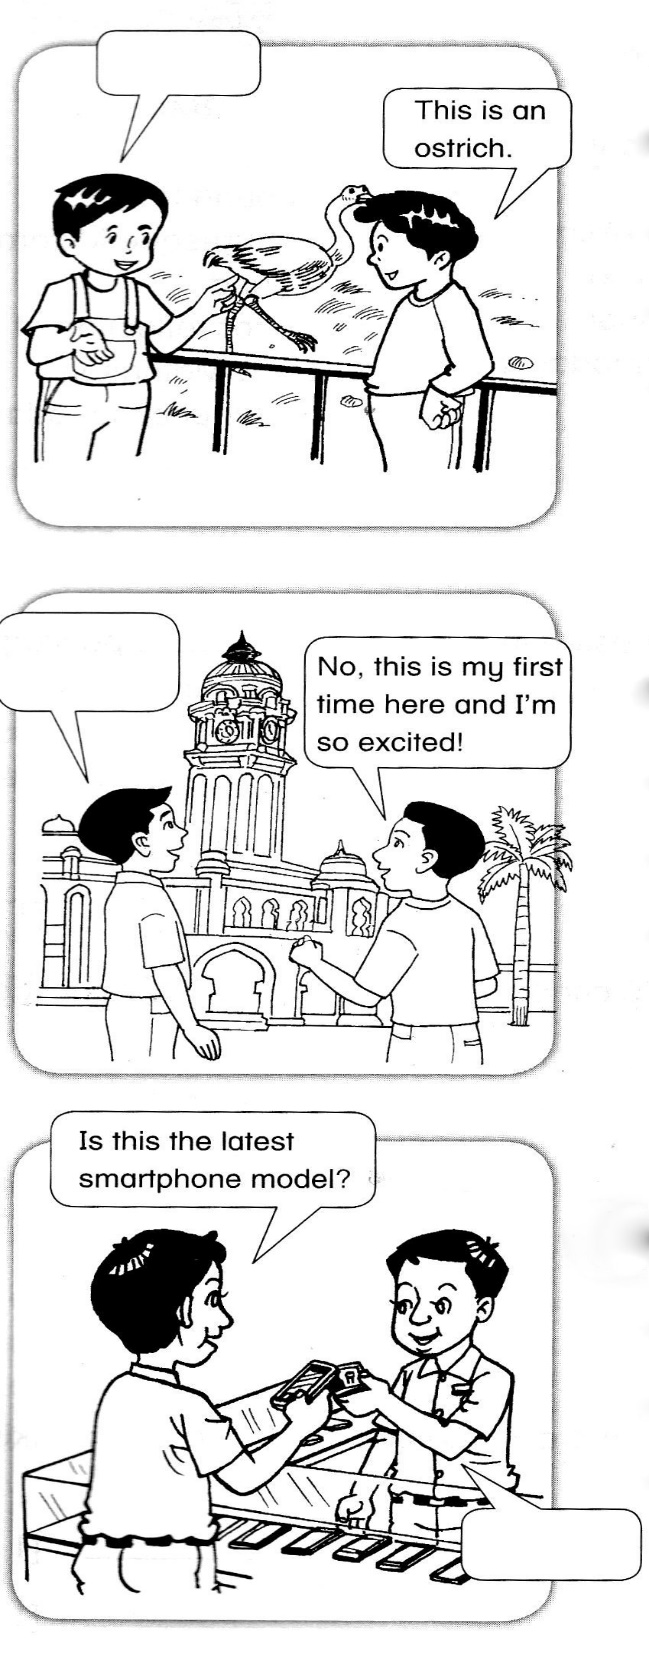 This is an
ostrich.
No, this is my first
time here and I'm
so excited!
Is this the latest
smartphone model?